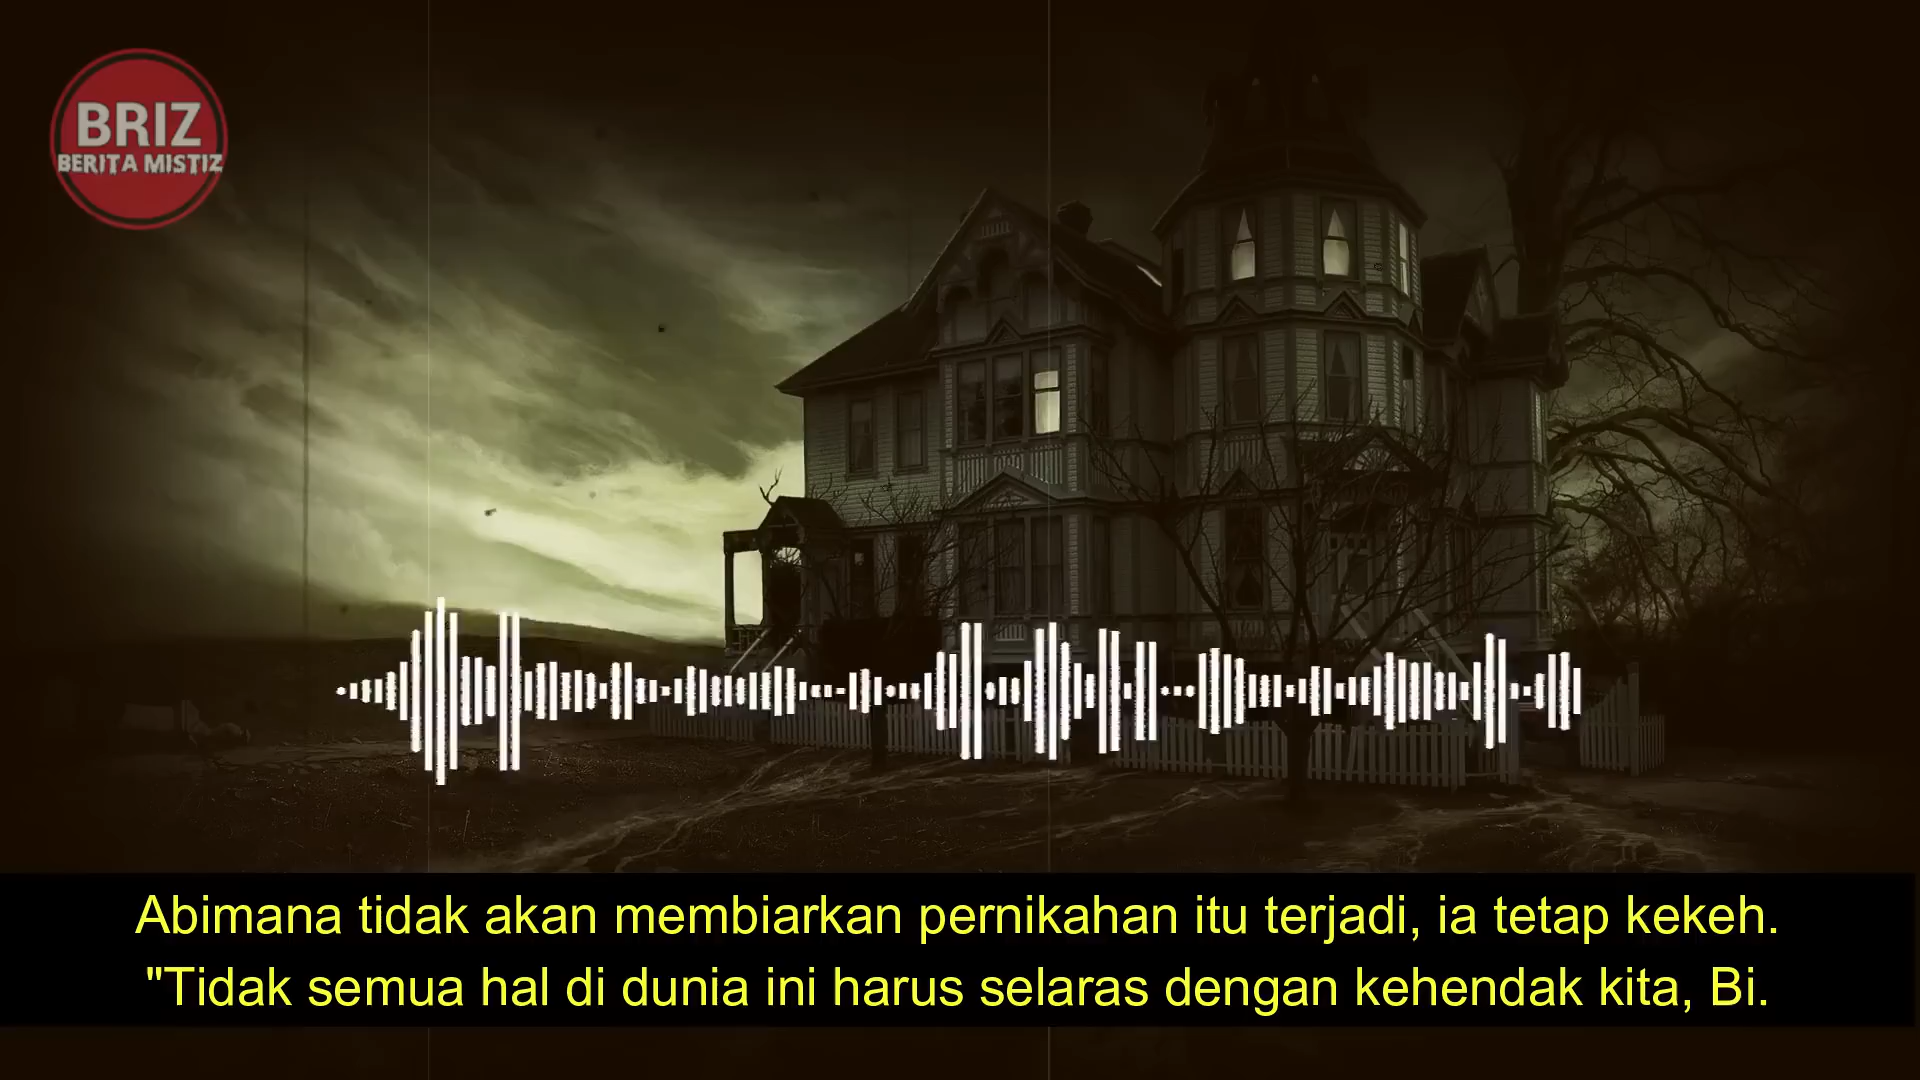 BRIZ
BERITA MISTIZ
Abimana tidak akan membiarkan pernikahan itu terjadi, ia tetap kekeh.
"Tidak semua hal di dunia ini harus selaras dengan kehendak kita, Bi.